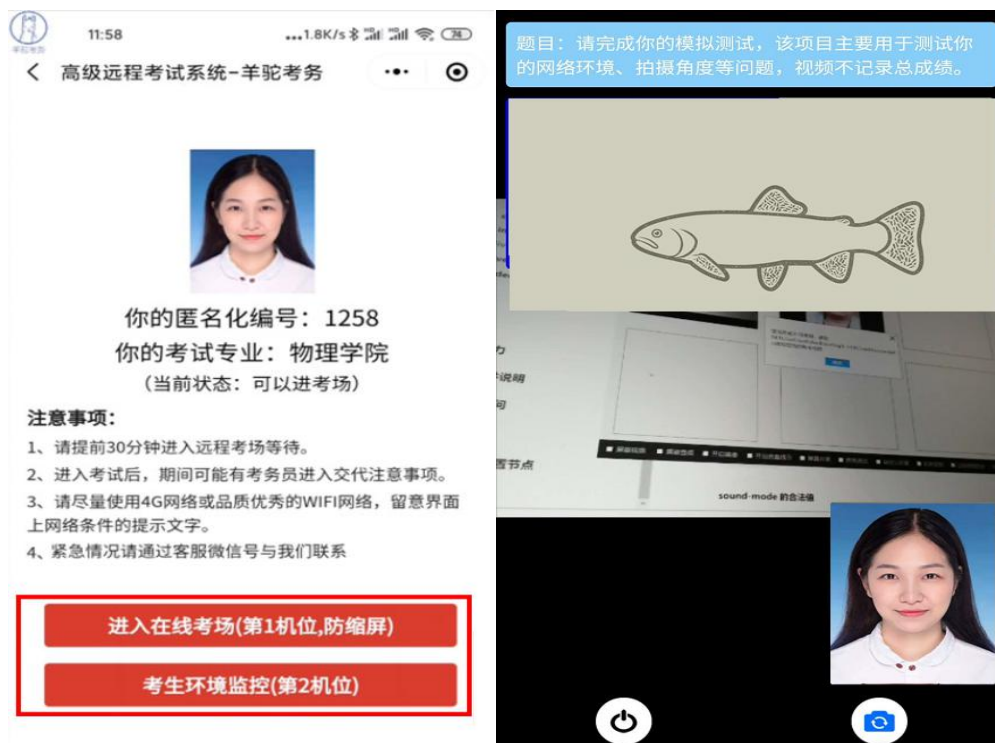 11:58
...1.8K/s
高级远程考试系统-羊驼考务
你的匿名化编号：1258
你的考试专业：物理学院
（当前状态：可以进考场）
注意事项：
1、请提前30分钟进入远程考场等待。
2、进入考试后，期间可能有考务员进入交代注意事项。
3、请尽量使用4G网络或品质优秀的WIFI网络，留意界面
上网络条件的提示文字。
4、紧急情况请通过客服微信号与我们联系
进入在线考场(第1机位,防缩屏)
考生环境监控(第2机位)
题目：请完成你的模拟测试，该项目主要用于测试你
的网络环境、拍摄角度等问题，视频不记录总成绩。
说明
节点
sound-mode 的合法值